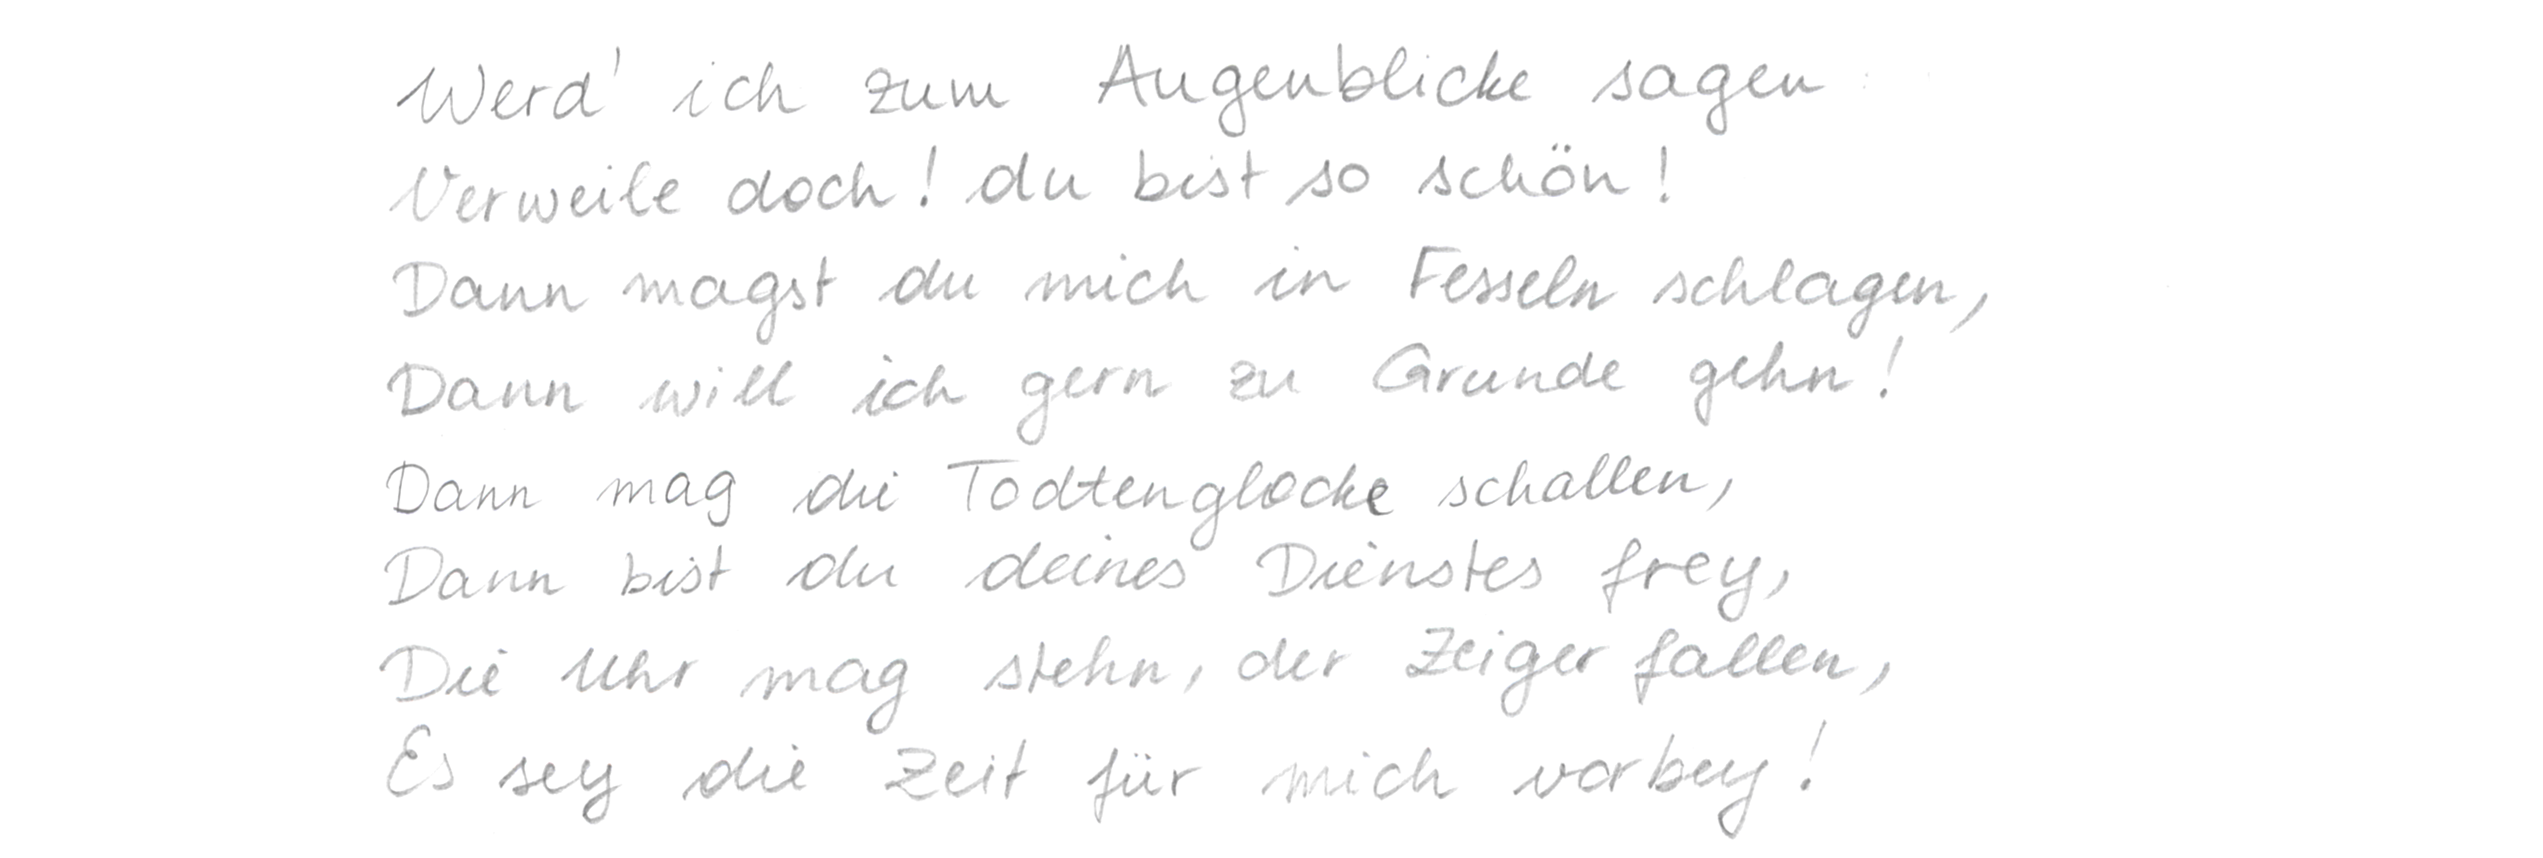 Werd' ich zum Augenblicke sagen:
Verweile doch! du bist so schön!
Dann magst du mich in Fesseln schlagen,
Dann will ich gern zu Grunde gehn!
Dann mag die Todtenglocke schallen,
Dann bist du deines Dienstes frey,
Die Uhr mag stehn, der Zeiger fallen,
Es sey die Zeit für mich vorbey!